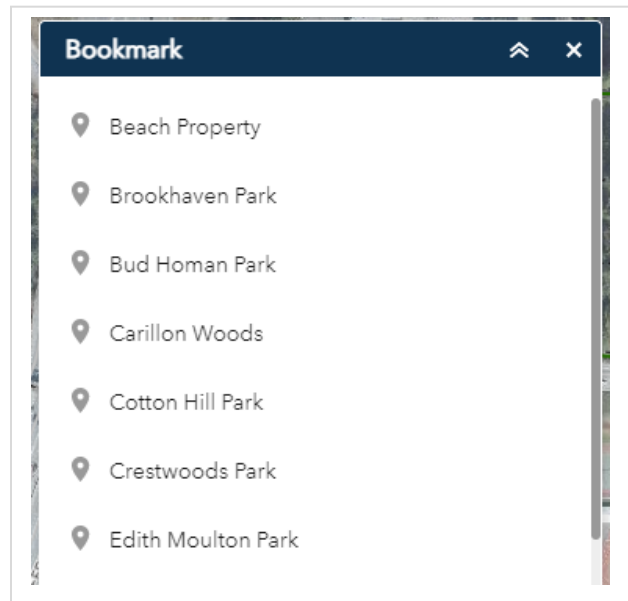 Bookmark
Beach Property
Brookhaven Park
Bud Homan Park
Carillon Woods
Cotton Hill Park
Crestwoods Park
Edith Moulton Park